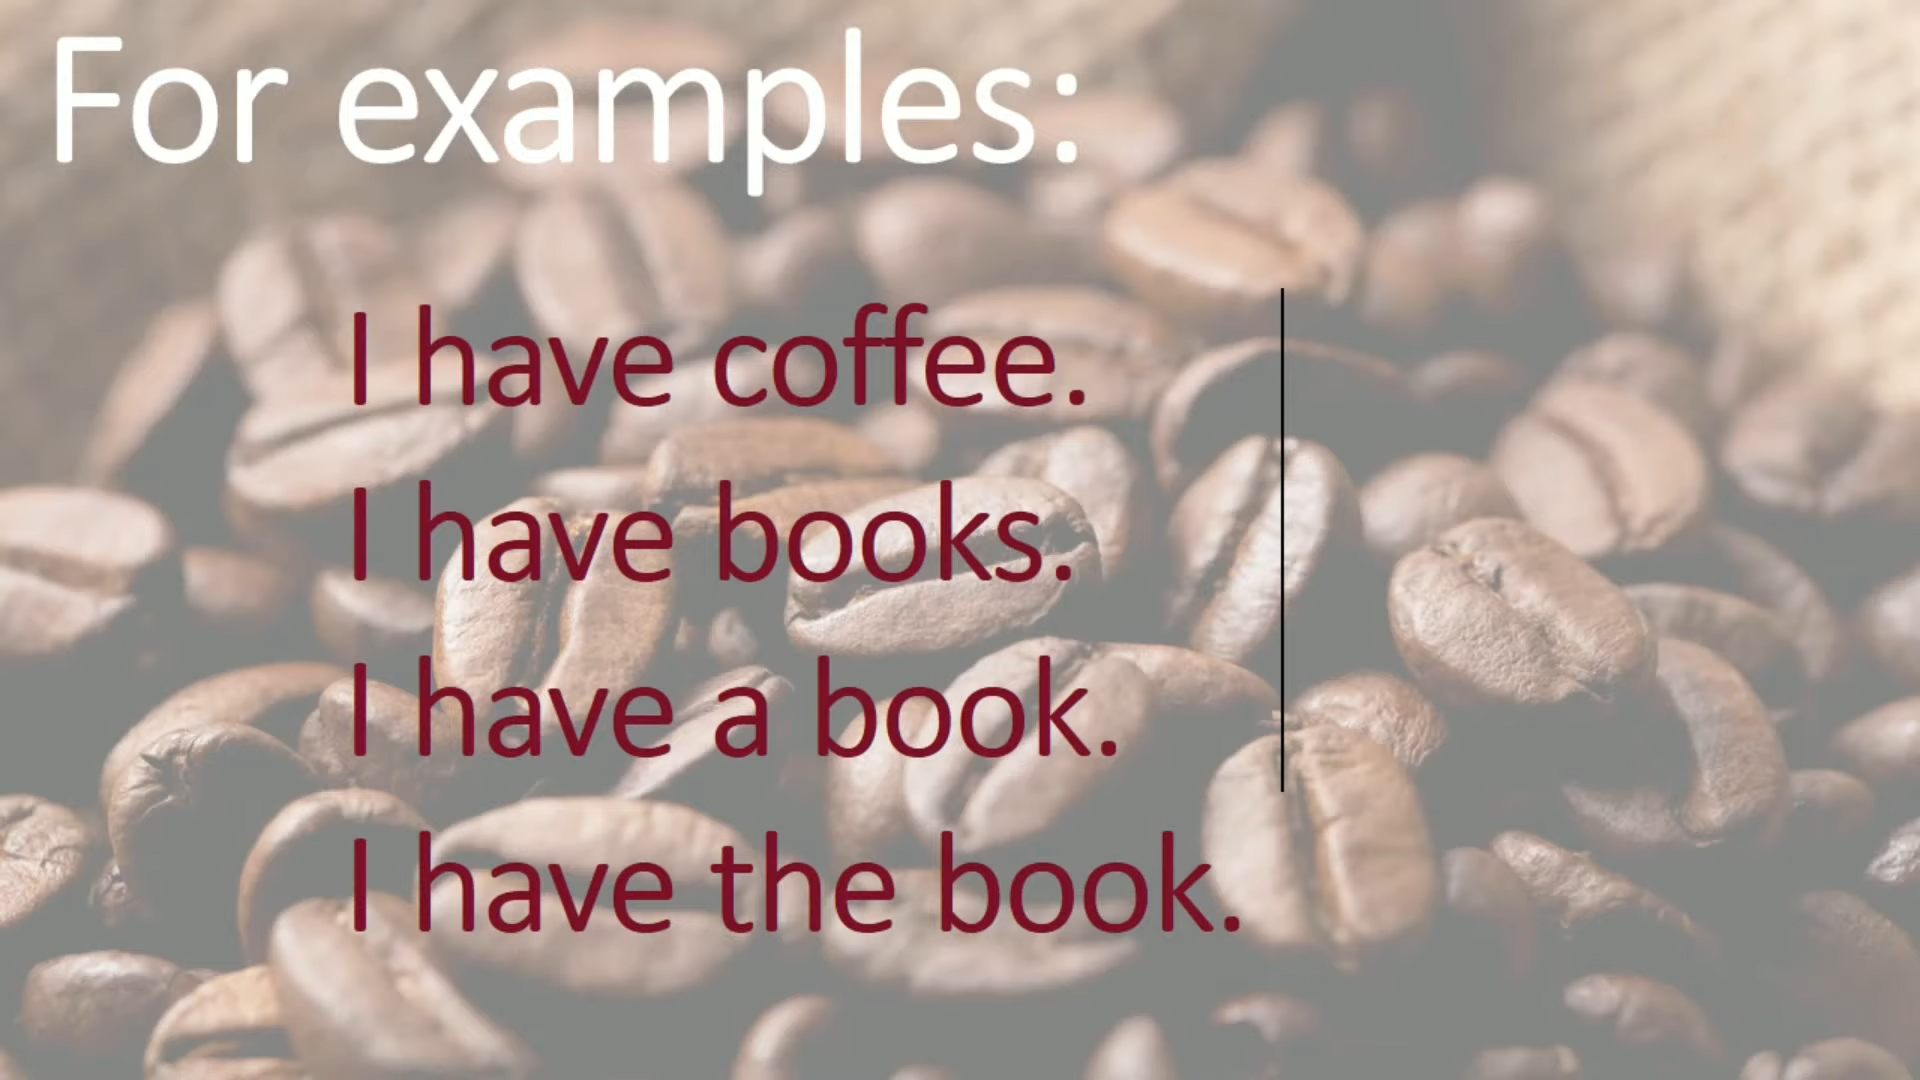 For examples:
I have coffee.
I have books.
I have a book.
I have the book.